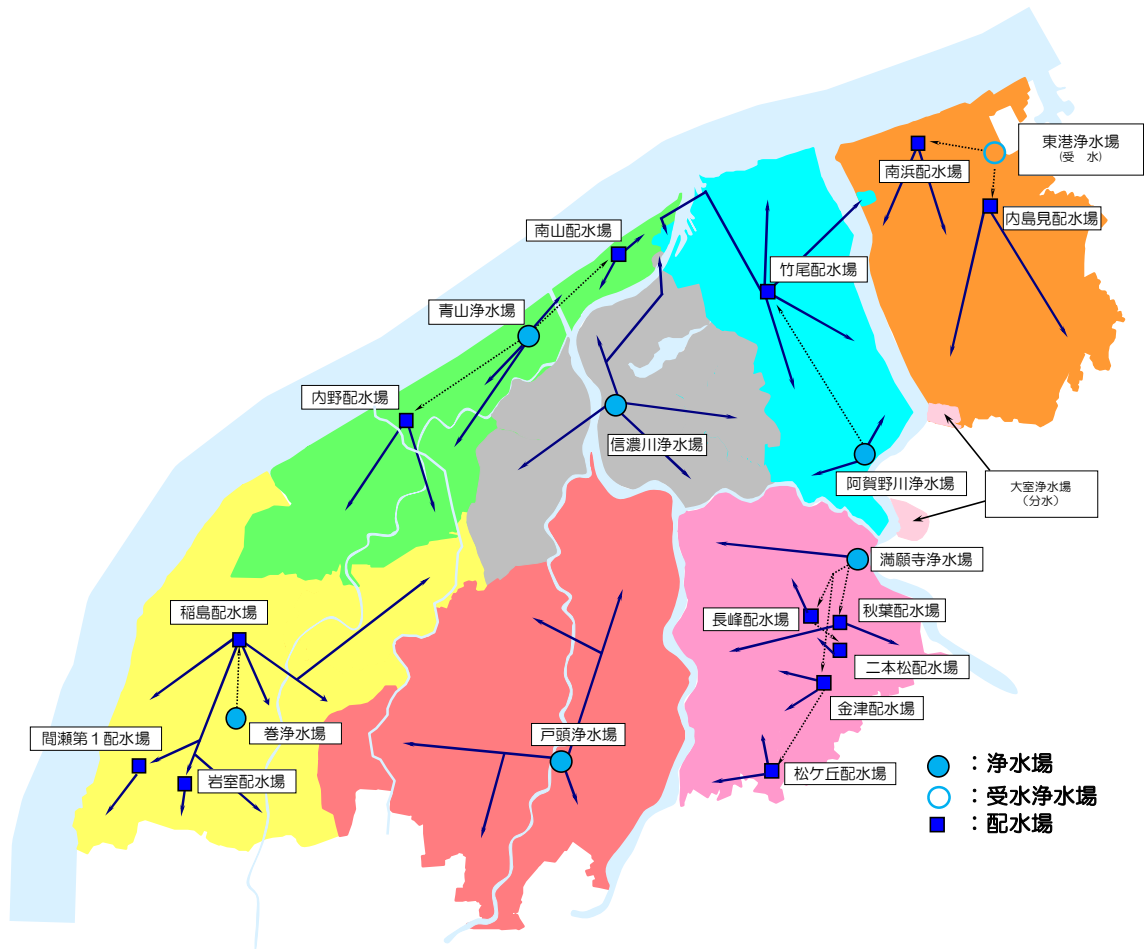 東港浄水場
(受 水)
南浜配水場
内島見配水場
南山配水場
竹尾配水場
青山浄水場
内野配水場
信濃川浄水場
阿賀野川浄水場
大室浄水場
(分水)
満願寺浄水場
稲島配水場
長峰配水場
秋葉配水場
二本松配水場
金津配水場
間瀬第1配水場
巻浄水場
戸頭浄水場
岩室配水場
松ケ丘配水場
:浄水場
:受水浄水場
:配水場